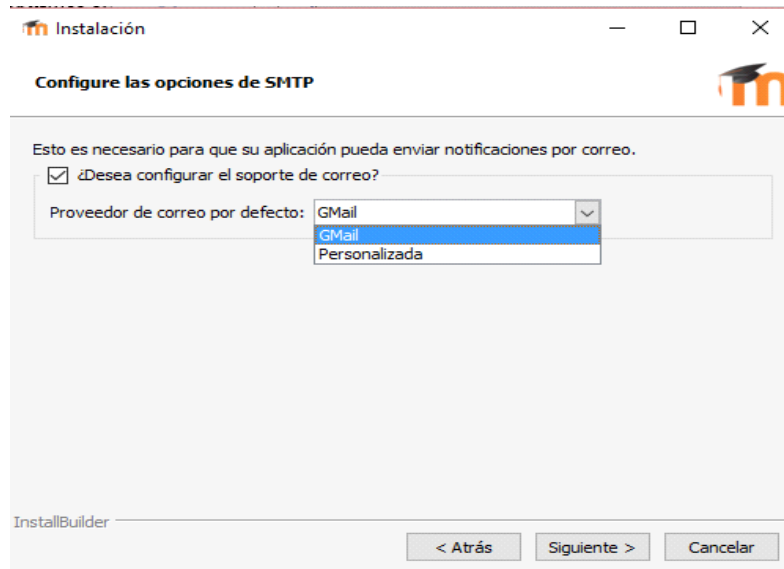 Instalación
Configure las opciones de SMTP
Esto es necesario para que su aplicación pueda enviar notificaciones por correo.
¿Desea configurar el soporte de correo?
Proveedor de correo por defecto: GMail
GMail
Personalizada
InstallBuilder
< Atrás Siguiente > Cancelar